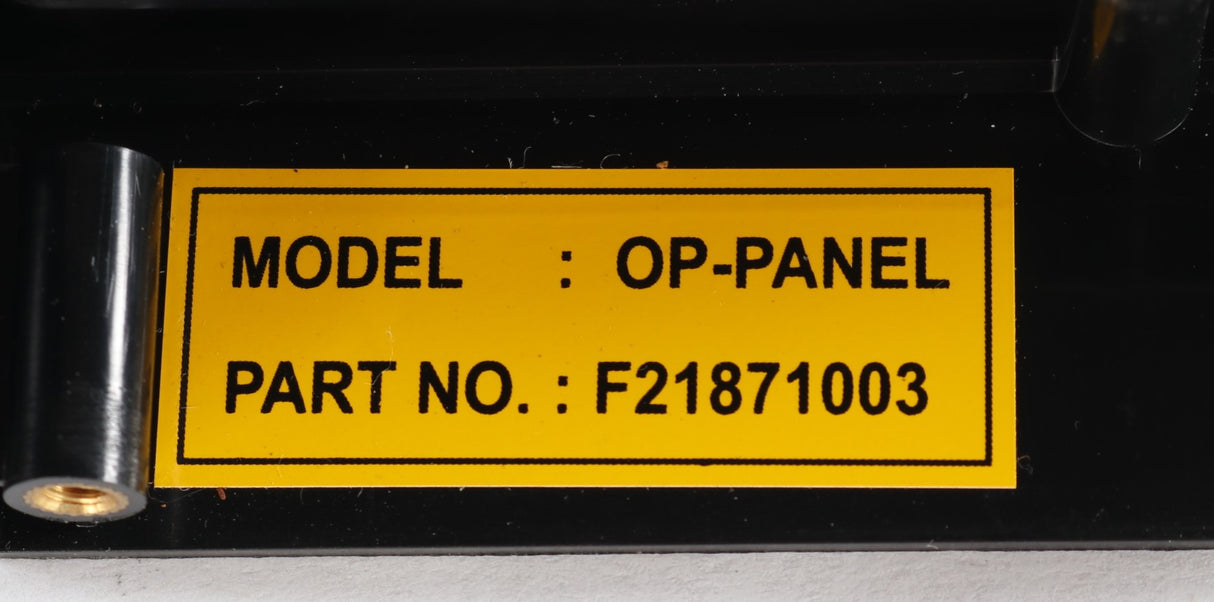 MODEL : OP-PANEL
PART NO. : F21871003